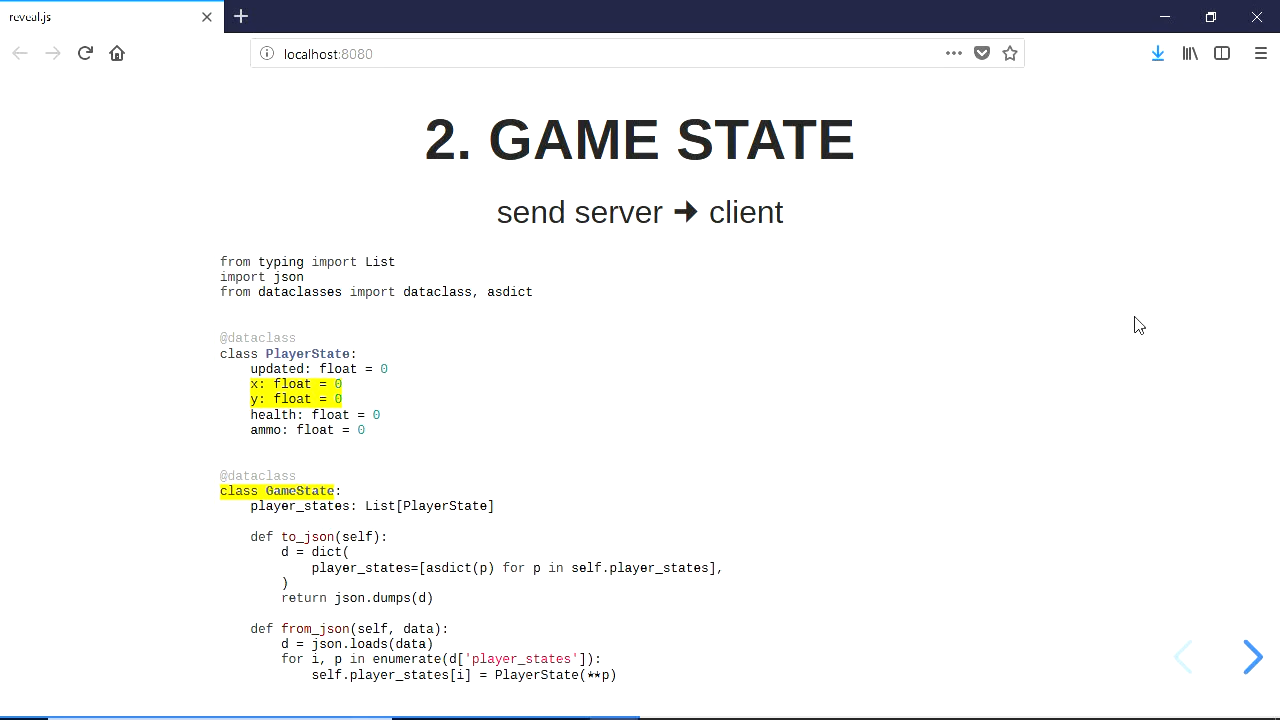 reveal.js
localhost:8080
2. GAME STATE
send server ➜ client
from typing import List
import json
from dataclasses import dataclass, asdict
@dataclass
class PlayerState:
    updated: float = 0
    x: float = 0
    y: float = 0
    health: float = 0
    ammo: float = 0
@dataclass
class GameState:
    player_states: List[PlayerState]
    def to_json(self):
        d = dict(
            player_states=[asdict(p) for p in self.player_states],
        )
        return json.dumps(d)
    def from_json(self, data):
        d = json.loads(data)
        for i, p in enumerate(d['player_states']):
            self.player_states[i] = PlayerState(**p)